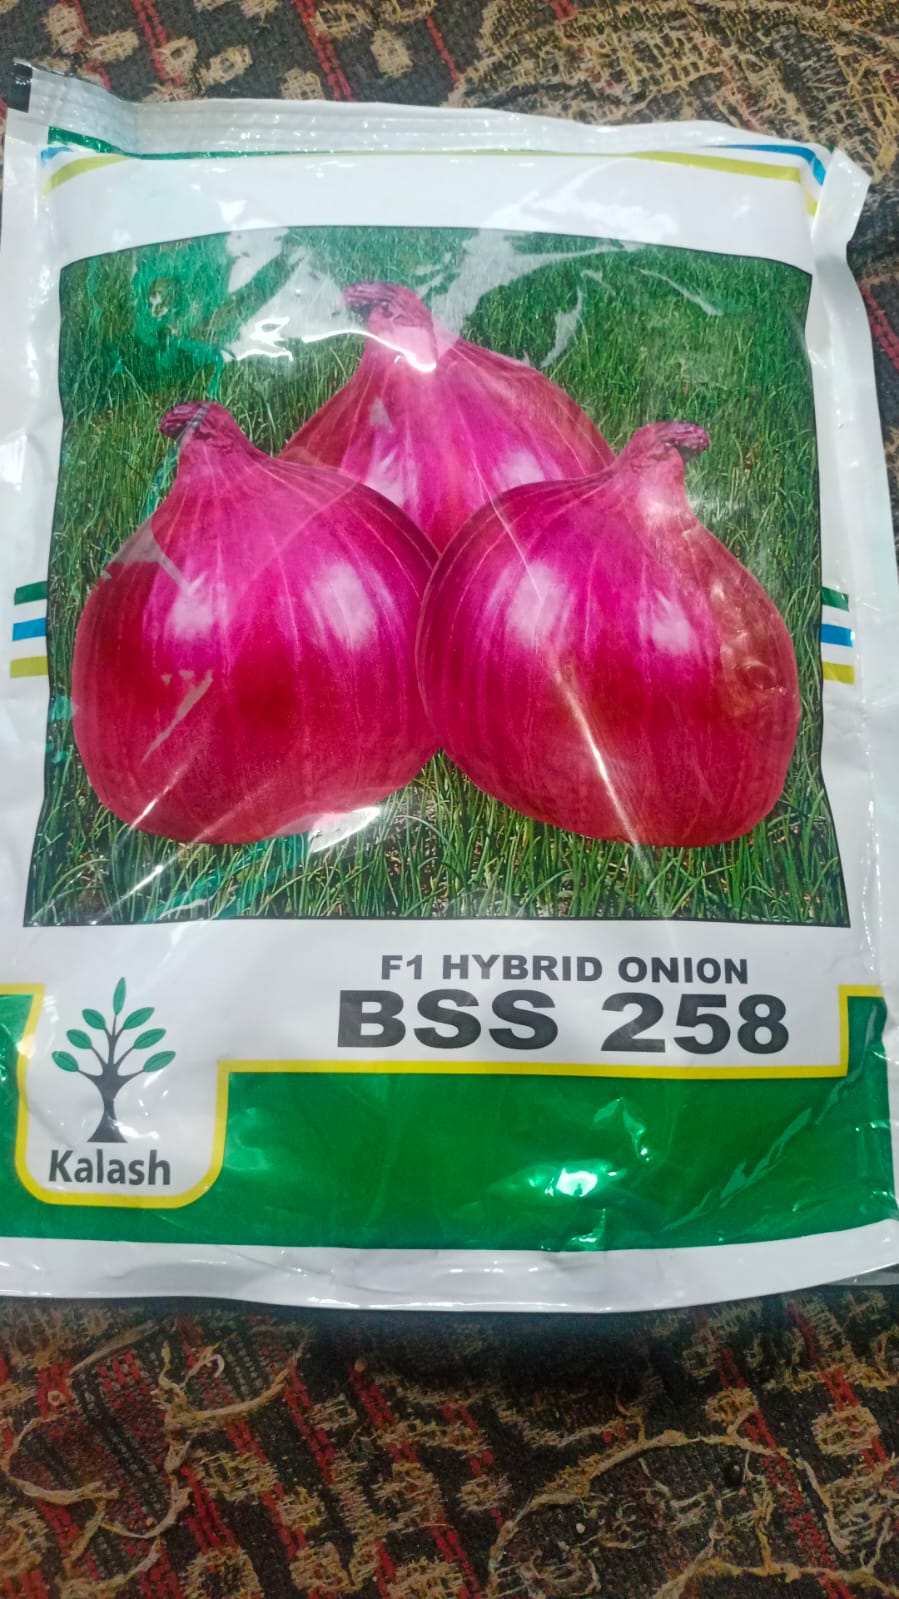 F1 HYBRID ONION
BSS 258
Kalash